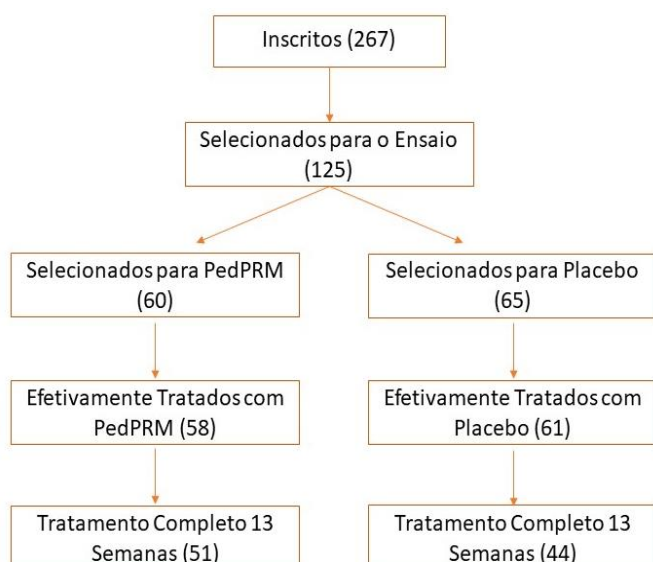 Inscritos (267)
Selecionados para o Ensaio
(125)
Selecionados para PedPRM
(60)
Selecionados para Placebo
(65)
Efetivamente Tratados com
PedPRM (58)
Efetivamente Tratados com
Placebo (61)
Tratamento Completo 13
Semanas (51)
Tratamento Completo 13
Semanas (44)